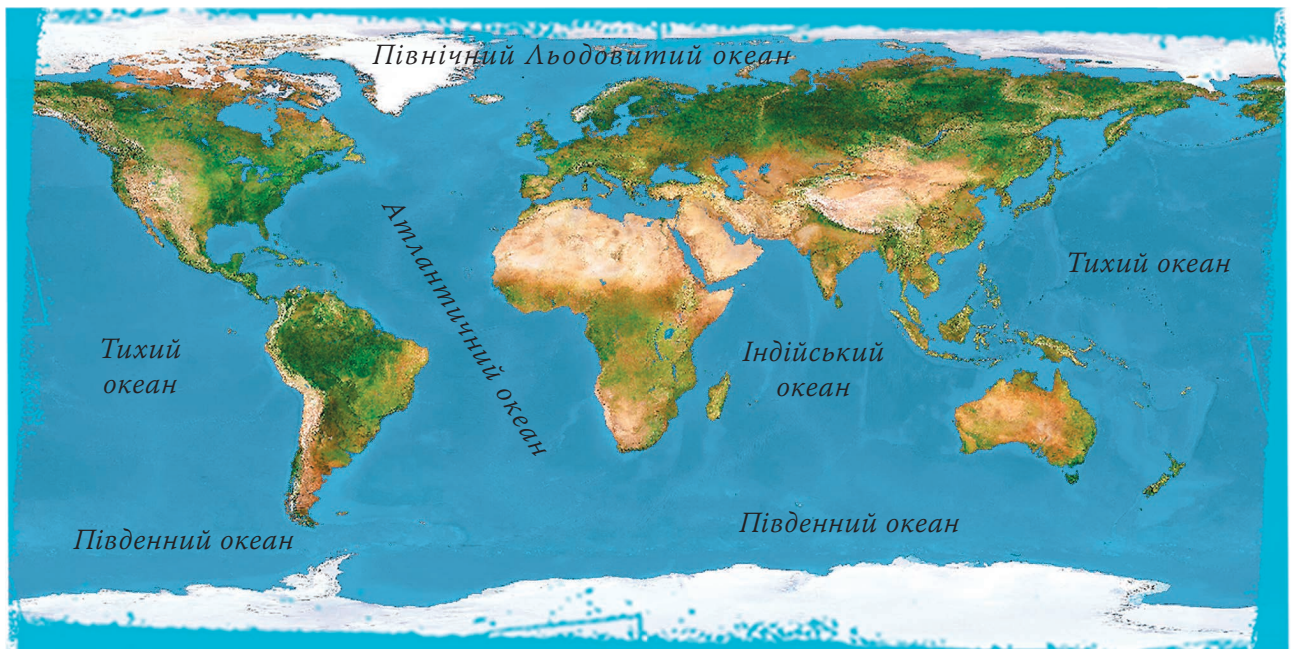 Північний Льодовитий океан
Атлантичний океан
Тихий океан
Тихий
океан
Індійський
океан
Південний океан
Південний океан